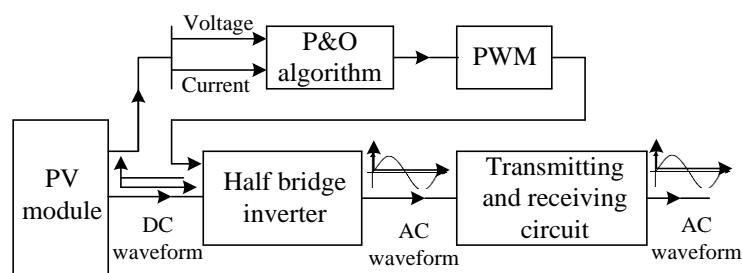 Voltage
Current
P&O
algorithm
PWM
PV
module
DC
waveform
Half bridge
inverter
AC
waveform
Transmitting
and receiving
circuit
AC
waveform